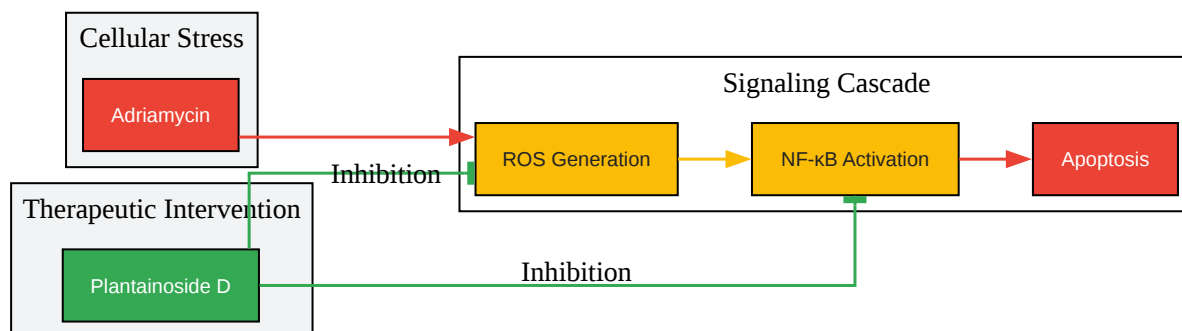 Cellular Stress
Adriamycin
Signaling Cascade
ROS Generation
NF-κB Activation
Apoptosis
Inhibition
Therapeutic Intervention
Plantainoside D
Inhibition